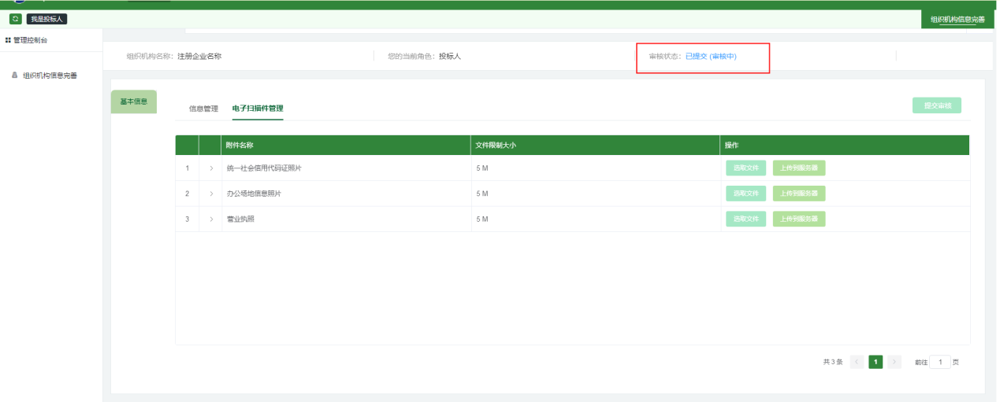 我是投标人
组织机构信息完善
管理控制台
组织机构信息完善
组织机构名称: 注册企业名称 您的当前角色: 投标人 审核状态: 已提交 (审核中)
基本信息
信息管理 电子扫描件管理 提交审核
附件名称 文件限制大小 操作
1 > 统一社会信用代码证照片 5 M 选取文件 上传到服务器
2 > 办公场地信息照片 5 M 选取文件 上传到服务器
3 > 营业执照 5 M 选取文件 上传到服务器
共 3 条 < 1 > 前往 1 页